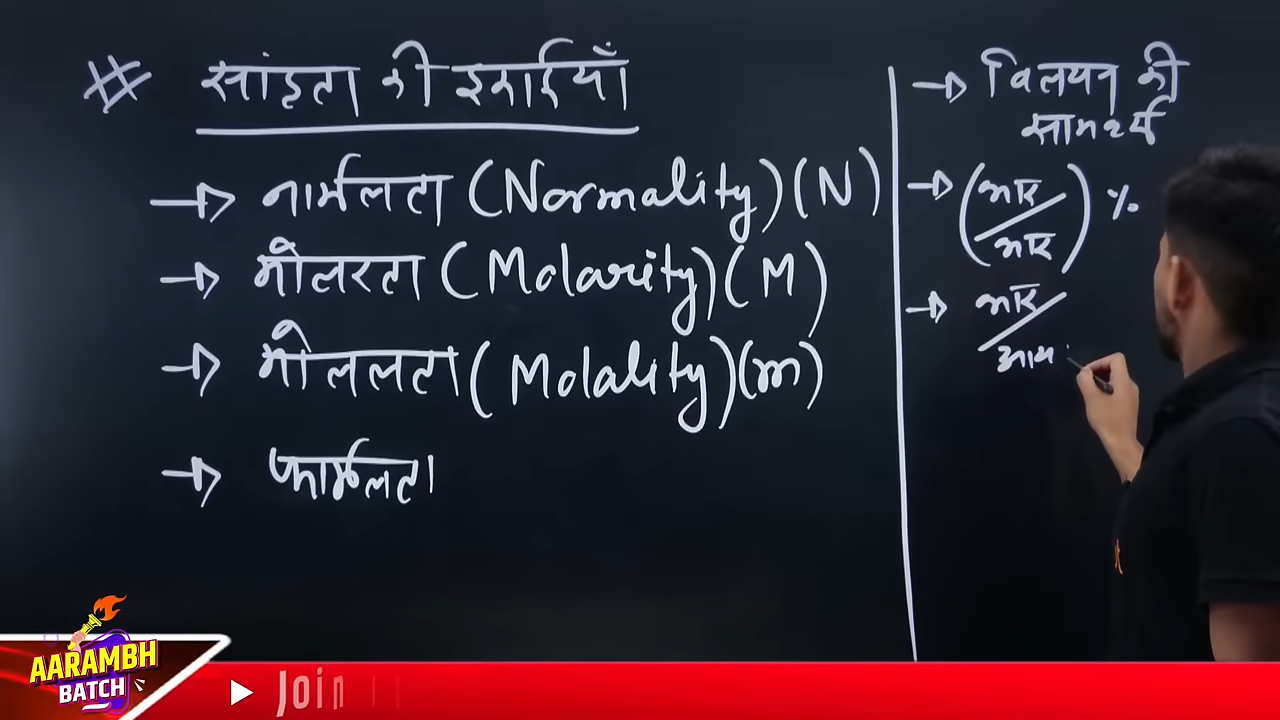 सांद्रता की इकाईयाँ
→ नार्मलता (Normality) (N)
→ मोलरता (Molarity) (M)
→ मोललता (Molality) (m)
→ फार्मलता
→ विलयन की
सामर्थ्य
→ (भार/भार) %
→ भार/आय
AARAMBH
BATCH
Join